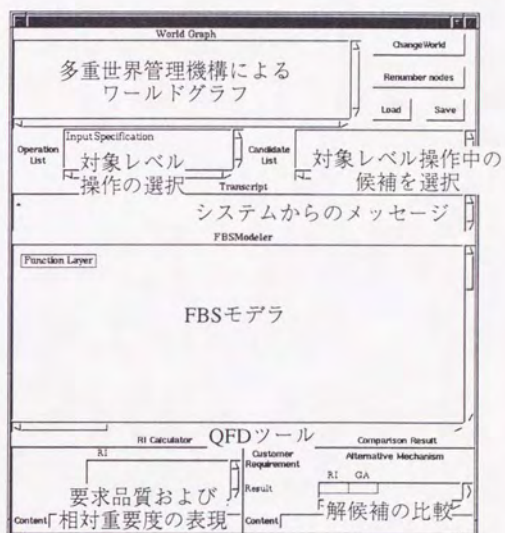 World Graph
多重世界管理機構による
ワールドグラフ
ChangeWorld
Renumber nodes
Load
Save
Operation
List
Input Specification
対象レベル
操作の選択
Candidate
List
対象レベル操作中の
候補を選択
Transcript
システムからのメッセージ
FBSModeler
Function Layer
FBSモデラ
QFDツール
RI Calculator
Comparison Result
RI
要求品質および
相対重要度の表現
Content
Customer
Requirement
Alternative Mechanism
RI GA
Result
解候補の比較
Content